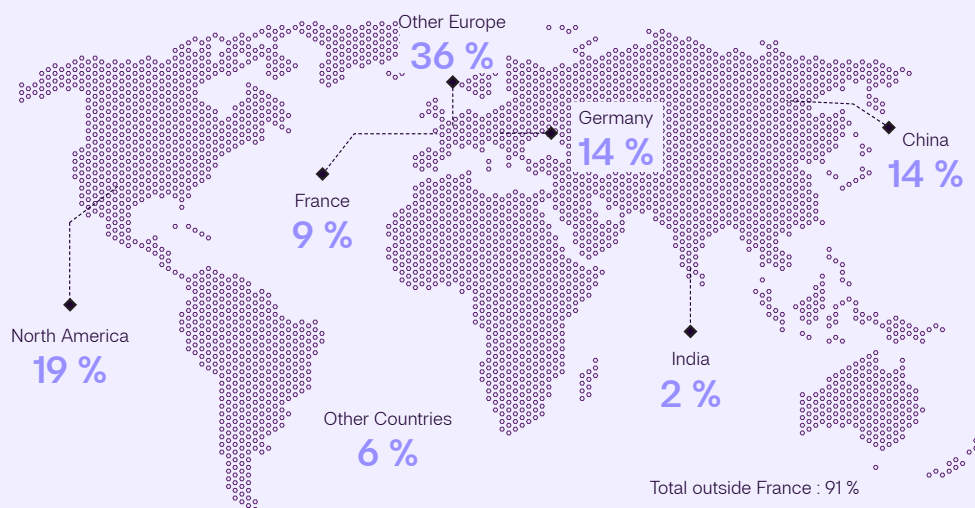 Other Europe
36 %
Germany
14 %
China
14 %
France
9 %
North America
19 %
India
2 %
Other Countries
6 %
Total outside France : 91 %